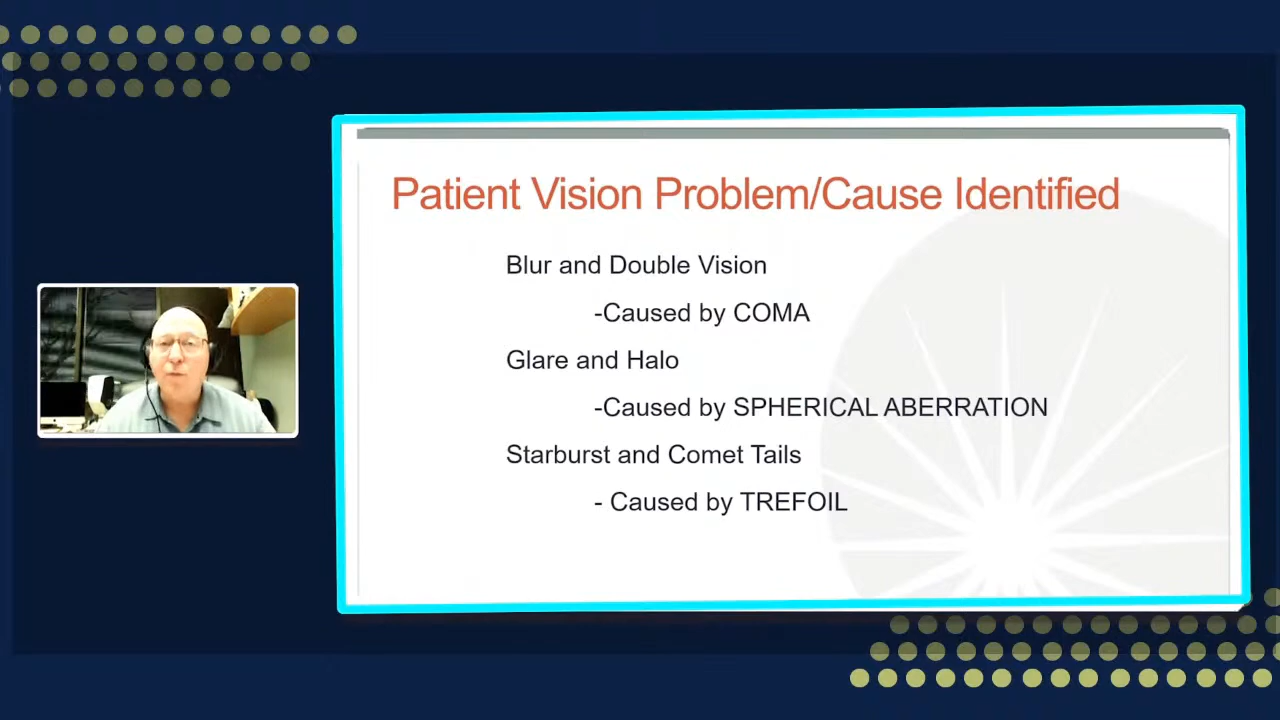 Patient Vision Problem/Cause Identified
Blur and Double Vision
-Caused by COMA
Glare and Halo
-Caused by SPHERICAL ABERRATION
Starburst and Comet Tails
- Caused by TREFOIL